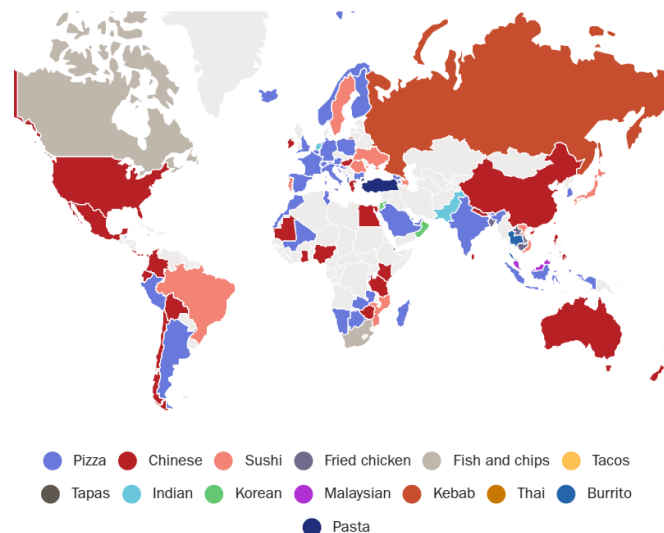 Pizza Chinese Sushi Fried chicken Fish and chips Tacos
Tapas Indian Korean Malaysian Kebab Thai Burrito
Pasta